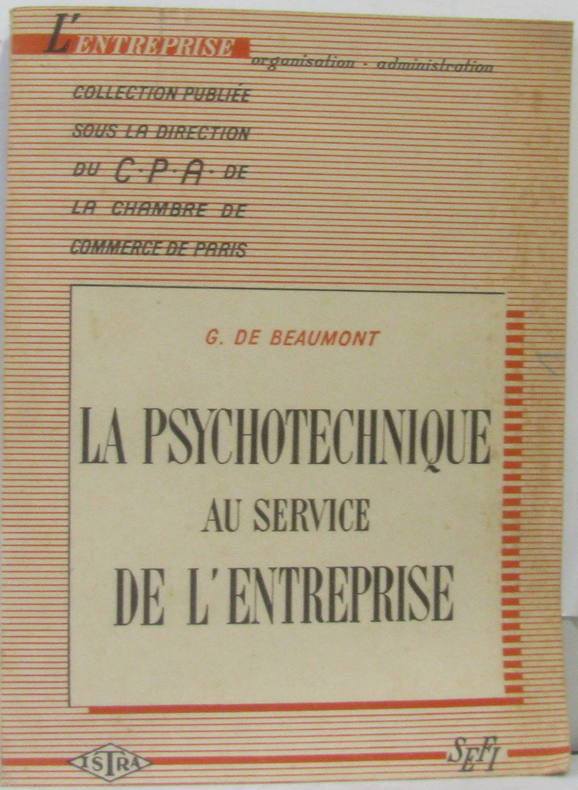 L'ENTREPRISE
organisation - administration
COLLECTION PUBLIÉE
SOUS LA DIRECTION
DU C·P·A· DE
LA CHAMBRE DE
COMMERCE DE PARIS
G. DE BEAUMONT
LA PSYCHOTECHNIQUE
AU SERVICE
DE L'ENTREPRISE
ISTRA
SEFI